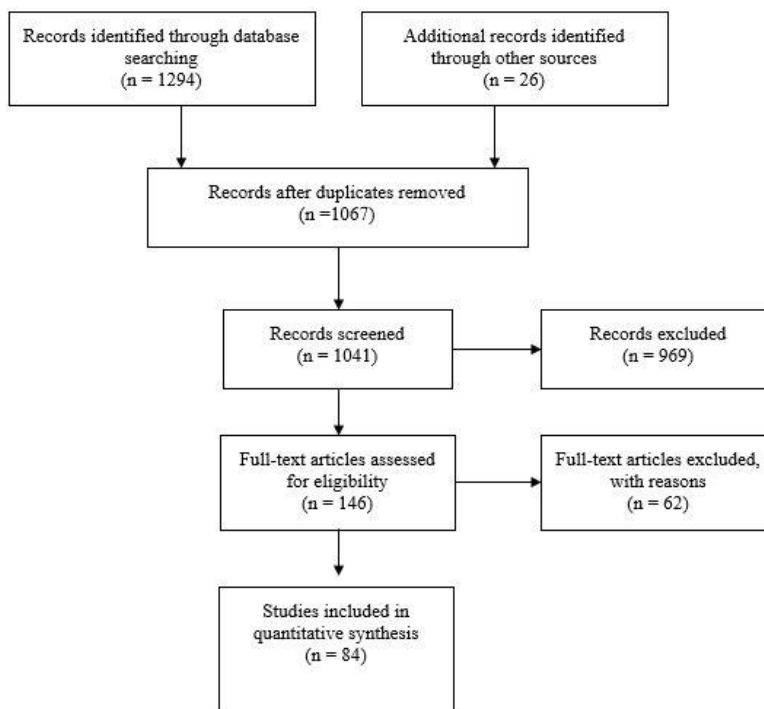 Records identified through database
searching
(n = 1294)
Additional records identified
through other sources
(n = 26)
Records after duplicates removed
(n =1067)
Records screened
(n = 1041)
Records excluded
(n = 969)
Full-text articles assessed
for eligibility
(n = 146)
Full-text articles excluded,
with reasons
(n = 62)
Studies included in
quantitative synthesis
(n = 84)